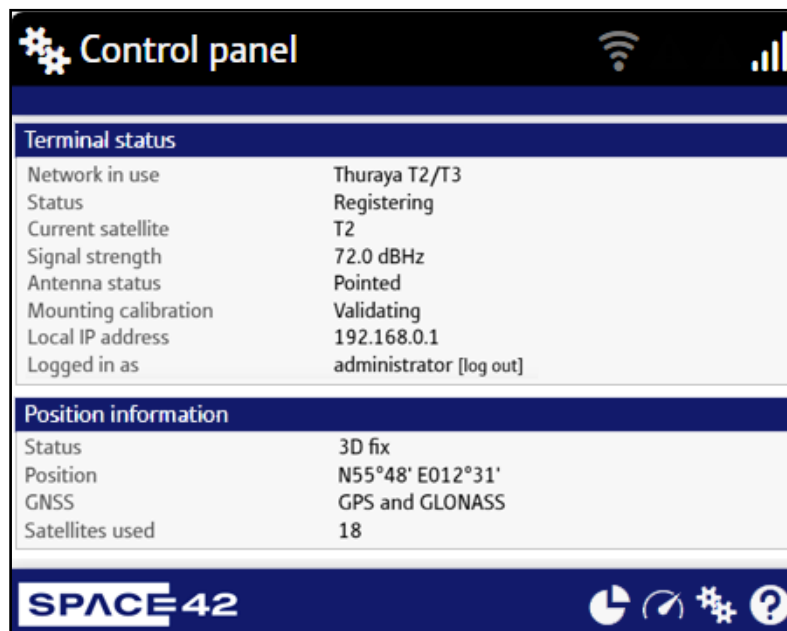 Control panel
Terminal status
Network in use Thuraya T2/T3
Status Registering
Current satellite T2
Signal strength 72.0 dBHz
Antenna status Pointed
Mounting calibration Validating
Local IP address 192.168.0.1
Logged in as administrator [log out]
Position information
Status 3D fix
Position N55°48' E012°31'
GNSS GPS and GLONASS
Satellites used 18
SPACE42
?